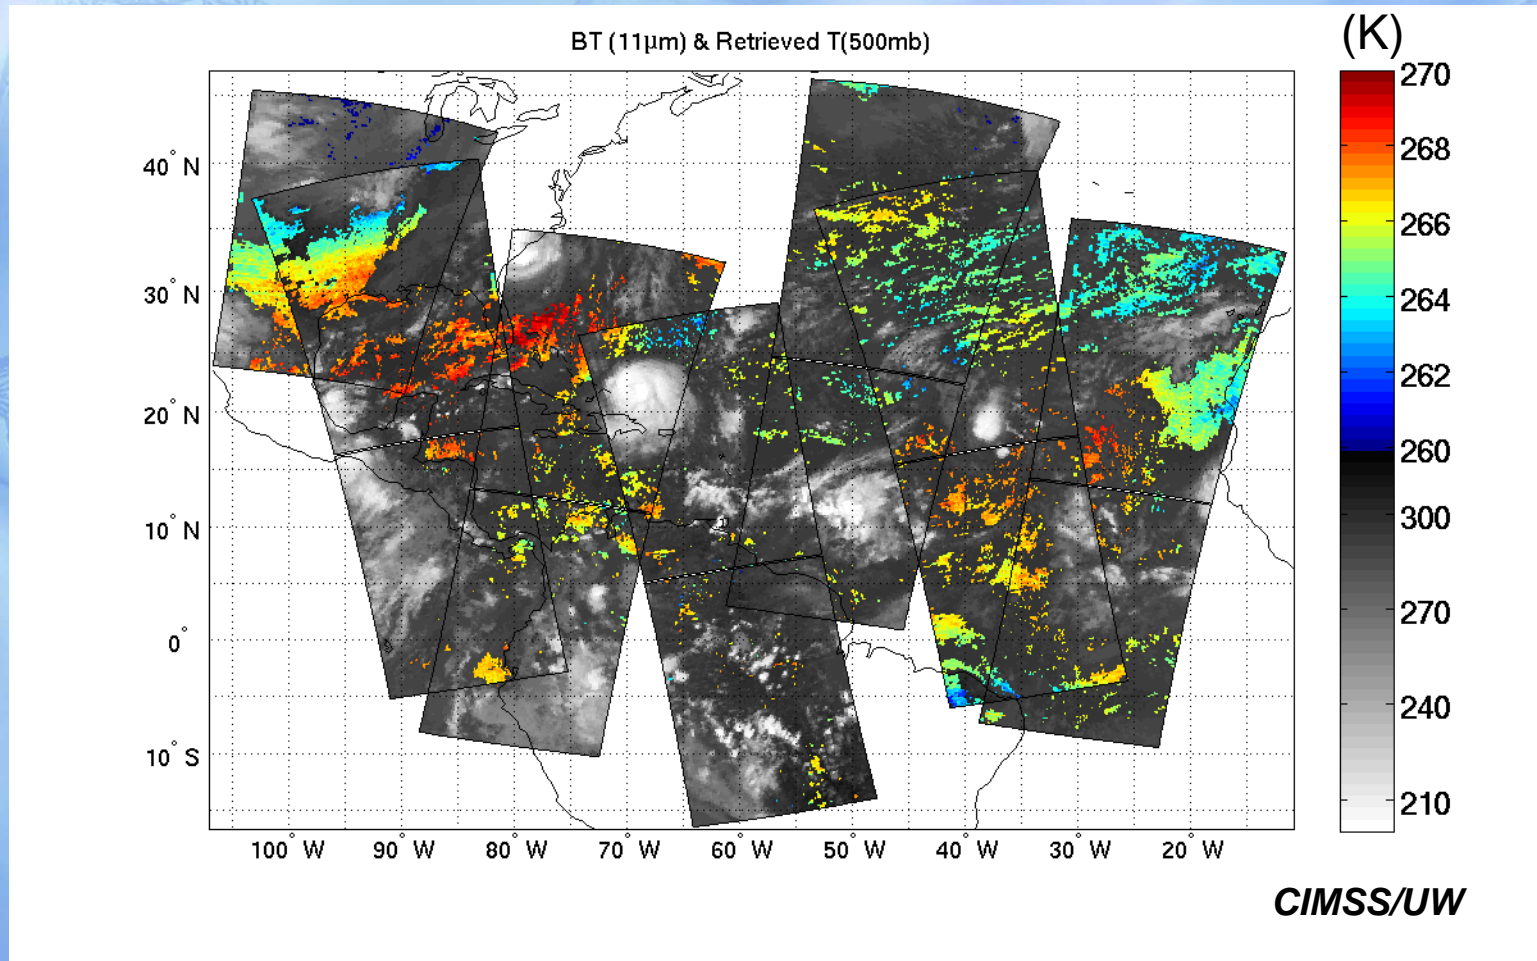 BT (11µm) & Retrieved T(500mb)
(K)
270
268
266
264
262
260
300
270
240
210
40° N
30° N
20° N
10° N
0°
10° S
100° W
90° W
80° W
70° W
60° W
50° W
40° W
30° W
20° W
CIMSS/UW